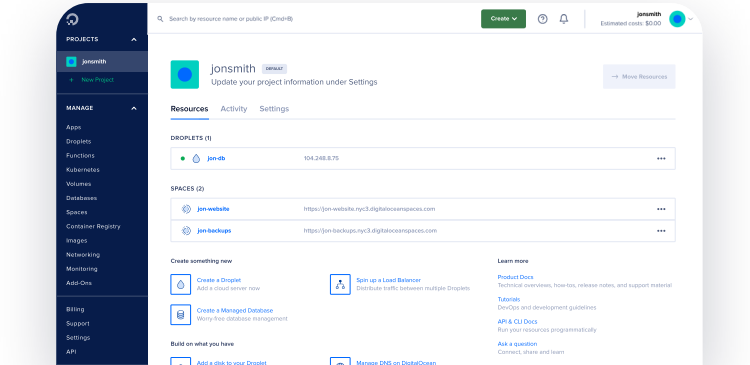 PROJECTS
jonsmith
+ New Project
MANAGE
Apps
Droplets
Functions
Kubernetes
Volumes
Databases
Spaces
Container Registry
Images
Networking
Monitoring
Add-Ons
Billing
Support
Settings
API
Search by resource name or public IP (Cmd+B)
Create
jonsmith
Estimated costs: $0.00
jonsmith DEFAULT
Update your project information under Settings
→ Move Resources
Resources Activity Settings
DROPLETS (1)
jon-db 104.248.8.75 •••
SPACES (2)
jon-website https://jon-website.nyc3.digitaloceanspaces.com •••
jon-backups https://jon-backups.nyc3.digitaloceanspaces.com •••
Create something new
Create a Droplet
Add a cloud server now
Spin up a Load Balancer
Distribute traffic between multiple Droplets
Create a Managed Database
Worry-free database management
Build on what you have
Add a disk to your Droplet
Manage DNS on DigitalOcean
Learn more
Product Docs
Technical overviews, how-tos, release notes, and support material
Tutorials
DevOps and development guidelines
API & CLI Docs
Run your resources programmatically
Ask a question
Connect, share and learn